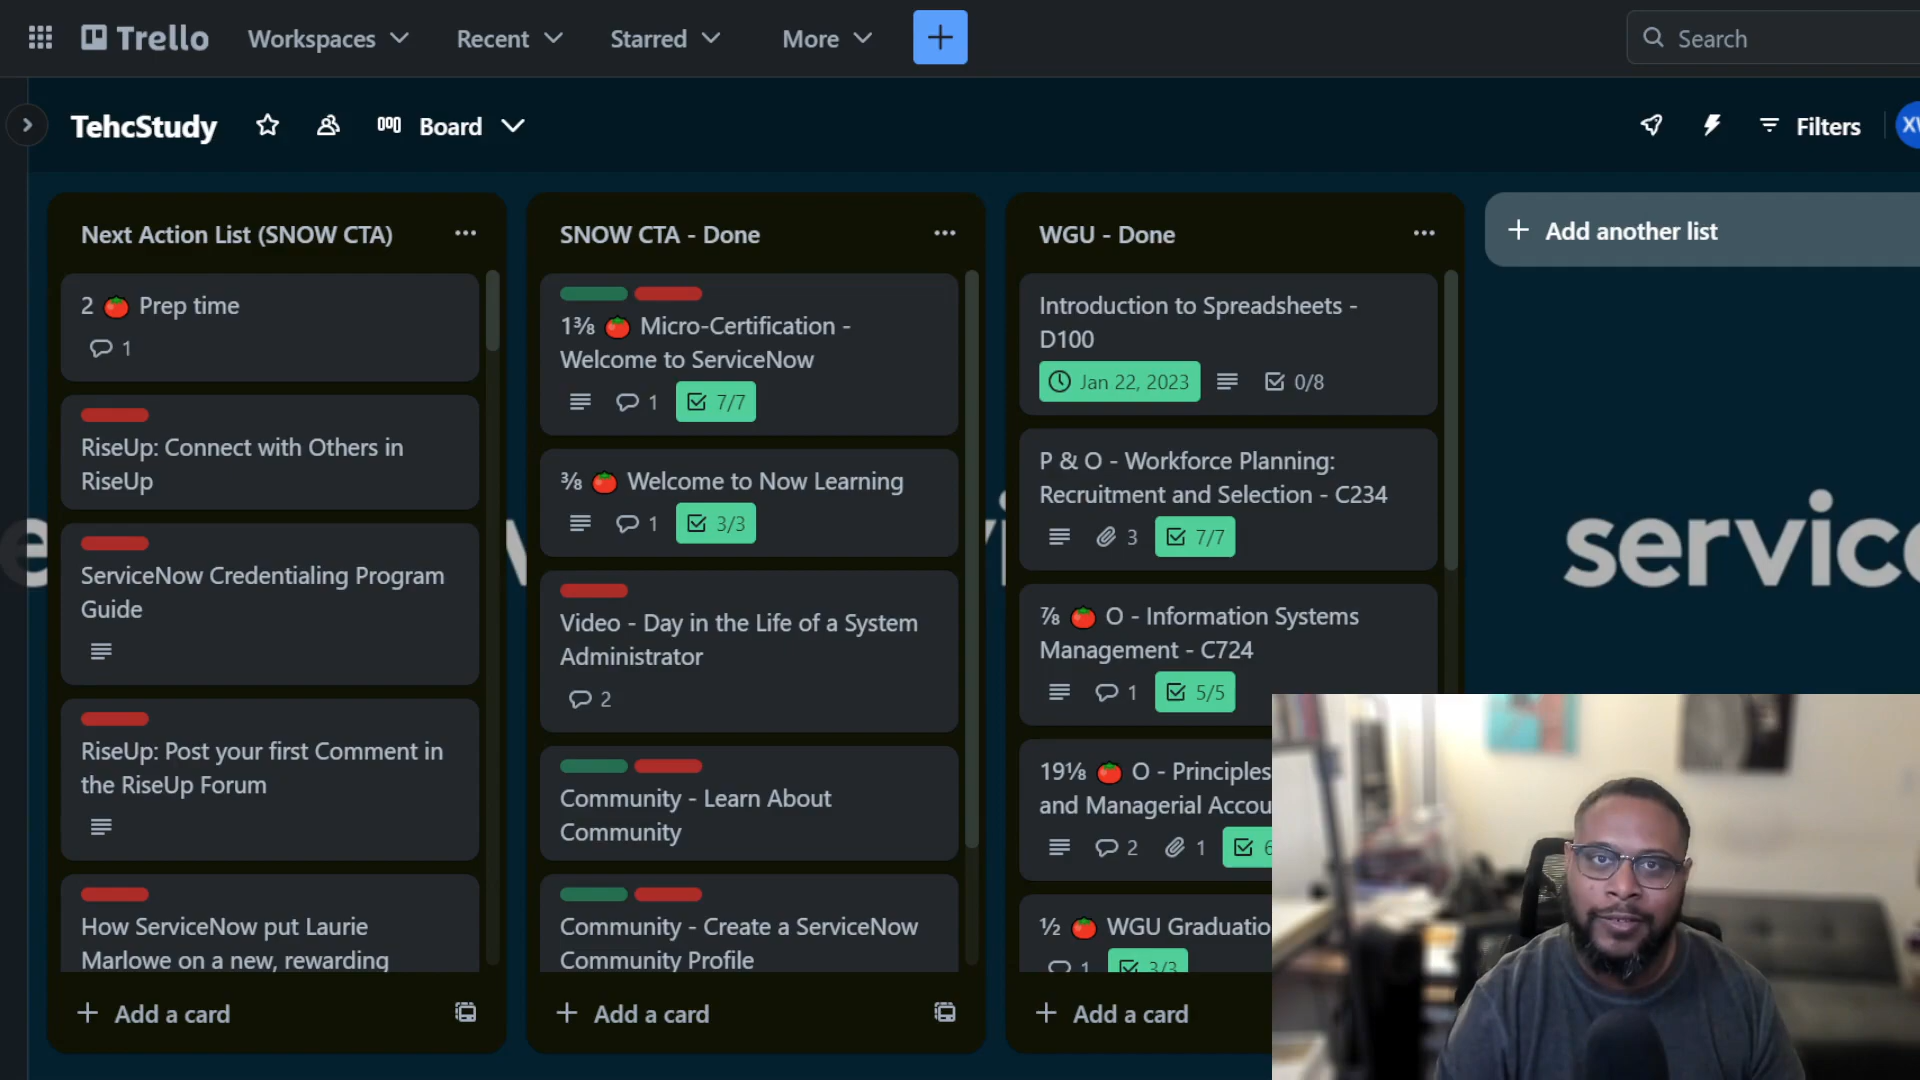 Trello
Workspaces
Recent
Starred
More
Search
TehcStudy
Board
Filters
Next Action List (SNOW CTA)
2 🍅 Prep time
1
RiseUp: Connect with Others in
RiseUp
ServiceNow Credentialing Program
Guide
RiseUp: Post your first Comment in
the RiseUp Forum
How ServiceNow put Laurie
Marlowe on a new, rewarding
+ Add a card
SNOW CTA - Done
1⅜ 🍅 Micro-Certification -
Welcome to ServiceNow
1
7/7
⅜ 🍅 Welcome to Now Learning
1
3/3
Video - Day in the Life of a System
Administrator
2
Community - Learn About
Community
Community - Create a ServiceNow
Community Profile
+ Add a card
WGU - Done
Introduction to Spreadsheets -
D100
Jan 22, 2023
0/8
P & O - Workforce Planning:
Recruitment and Selection - C234
3
7/7
⅞ 🍅 O - Information Systems
Management - C724
1
5/5
19⅛ 🍅 O - Principles
and Managerial Accou
2
1
6
½ 🍅 WGU Graduatio
1
3/3
+ Add a card
+ Add another list
service